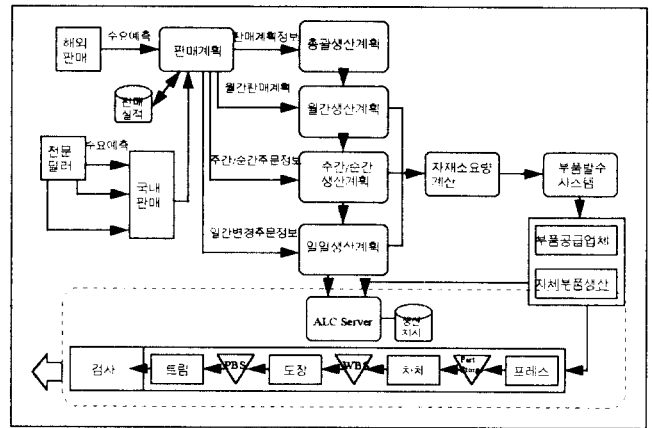 해외
판매
수요예측
판매계획
판매계획정보
총괄생산계획
판매
실적
월간판매계획
월간생산계획
전문
딜러
수요예측
국내
판매
주간/순간주문정보
주간/순간
생산계획
자재소요량
계산
부품발주
시스템
일간변경주문정보
일일생산계획
부품공급업체
자체부품생산
ALC Server
생산
지시
검사
트림
PBS
도장
WBS
차체
Part
프레스